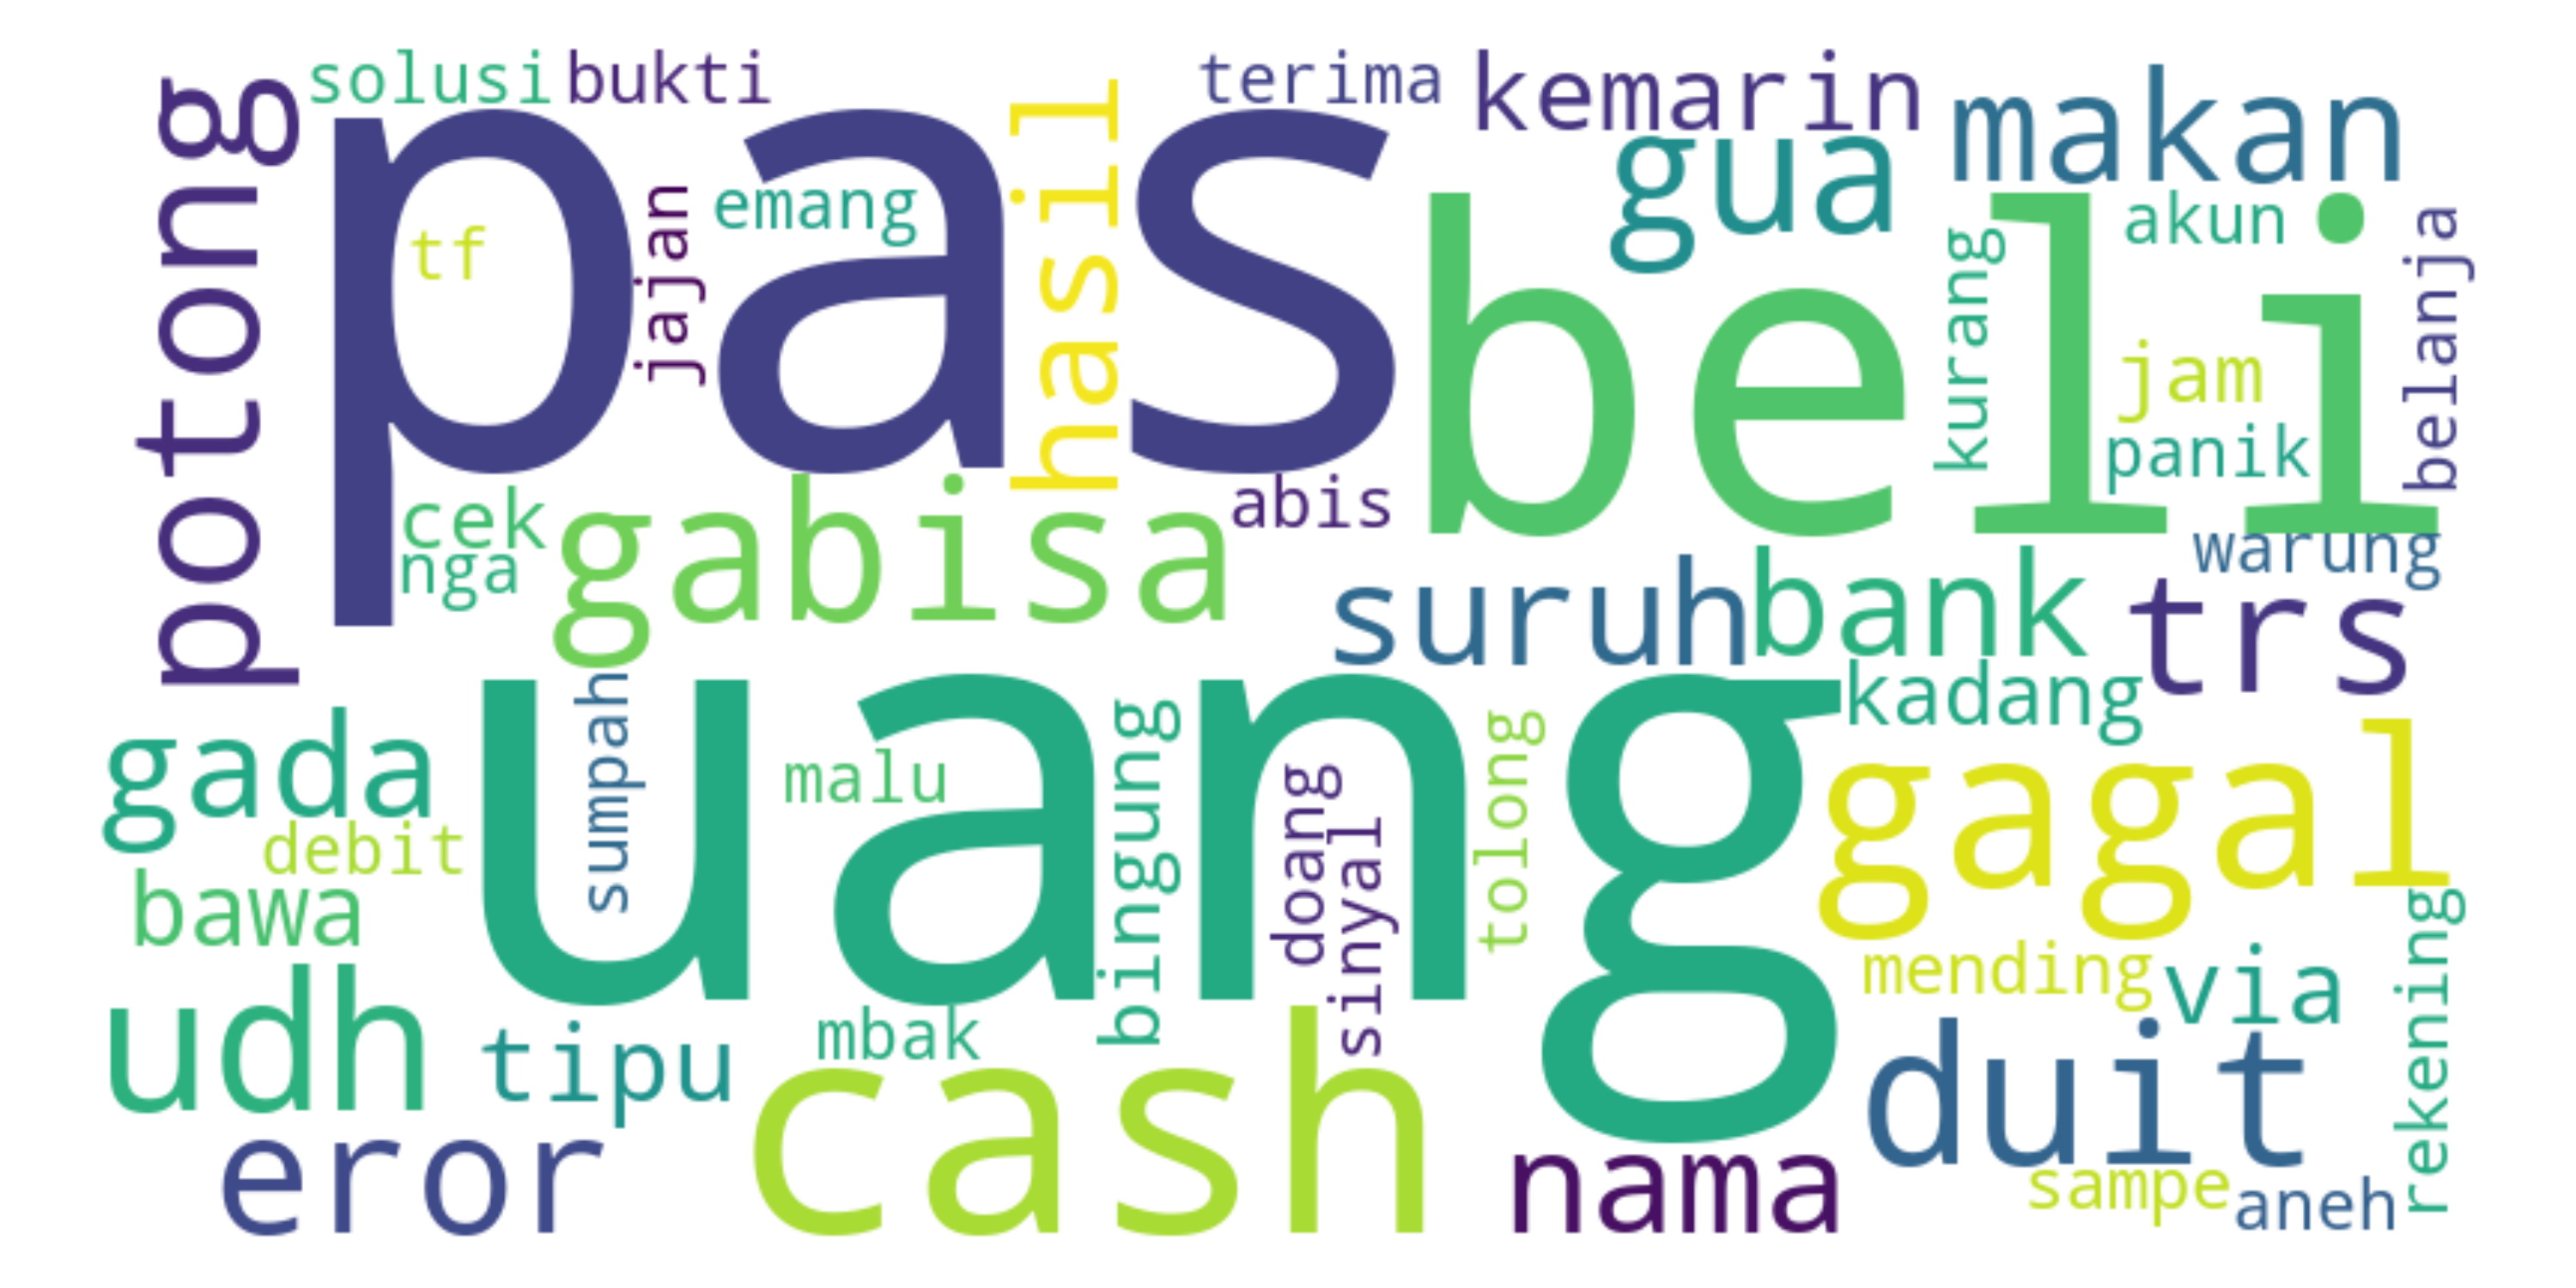 solusi
bukti
terima
kemarin
makan
potong
pas
tf
jajan
emang
hasil
gua
beli
akun
kurang
jam
panik
belanja
cek
nga
gabisa
abis
suruh
bank
warung
trs
kadang
uang
gada
sumpah
malu
bingung
doang
sinyal
tolong
gagal
debit
bawa
mending
via
rekening
udh
tipu
mbak
cash
duit
eror
nama
sampe
aneh